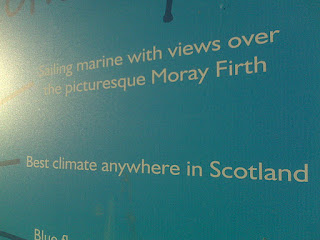 Sailing marine with views over
the picturesque Moray Firth
Best climate anywhere in Scotland
Blue